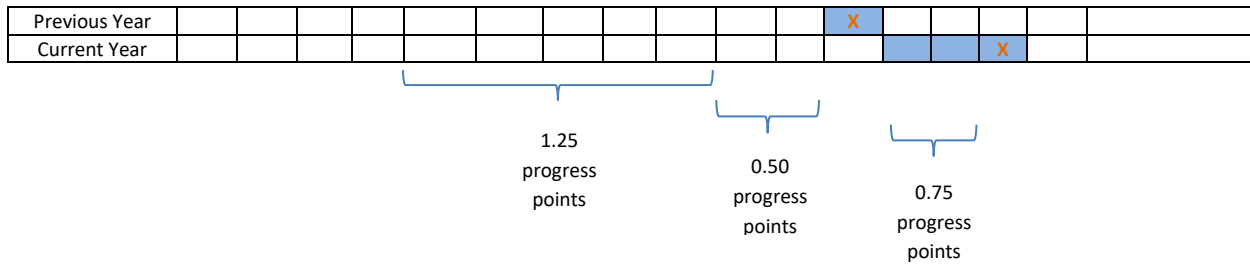 Previous Year X
Current Year X
1.25
progress
points
0.50
progress
points
0.75
progress
points